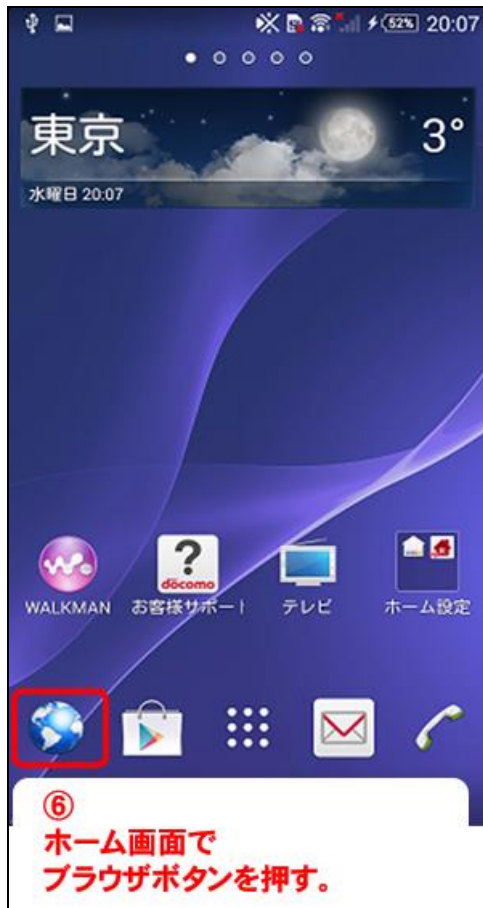 52% 20:07
東京
3°
水曜日 20:07
WALKMAN
?
döcomo
お客様サポート
テレビ
ホーム設定
⑥
ホーム画面で
ブラウザボタンを押す。